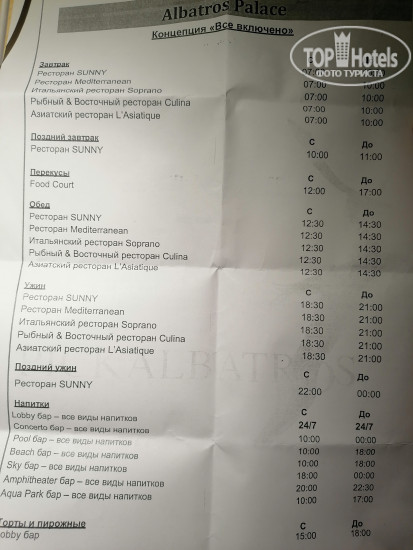 Albatros Palace
Концепция «Все включено»
TOP Hotels
ФОТО ТУРИСТА
Завтрак
Ресторан SUNNY 07:00 10:00
Ресторан Mediterranean 07:00 10:00
Итальянский ресторан Soprano
Рыбный & Восточный ресторан Culina 07:00 10:00
Азиатский ресторан L'Asiatique 07:00 10:00
Поздний завтрак С До
Ресторан SUNNY 10:00 11:00
Перекусы С До
Food Court 12:00 17:00
Обед С До
Ресторан SUNNY 12:30 14:30
Ресторан Mediterranean 12:30 14:30
Итальянский ресторан Soprano 12:30 14:30
Рыбный & Восточный ресторан Culina 12:30 14:30
Азиатский ресторан L'Asiatique 12:30 14:30
Ужин С До
Ресторан SUNNY 18:30 21:00
Ресторан Mediterranean 18:30 21:00
Итальянский ресторан Soprano 18:30 21:00
Рыбный & Восточный ресторан Culina 18:30 21:00
Азиатский ресторан L'Asiatique 18:30 21:00
ALBATROS
Поздний ужин С До
Ресторан SUNNY 22:00 00:00
Напитки С До
Lobby бар – все виды напитков 24/7 24/7
Concerto бар – все виды напитков 10:00 00:00
Pool бар – все виды напитков 10:00 18:00
Beach бар – все виды напитков 10:00 18:00
Sky бар – все виды напитков 18:00 00:00
Amphitheater бар – все виды напитков 20:00 22:30
Aqua Park бар – все виды напитков 10:00 17:00
Торты и пирожные С До
obby бар 15:00 18:00